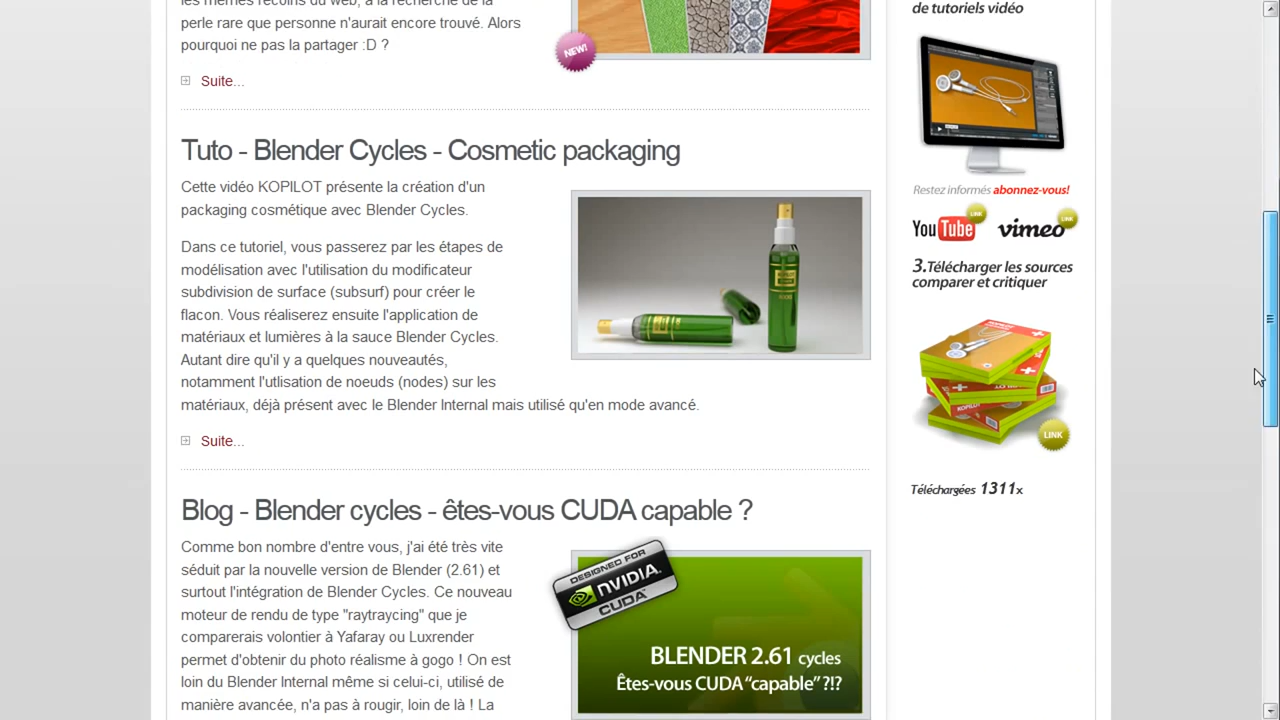 les mêmes recoins du web, à la recherche de la
perle rare que personne n'aurait encore trouvé. Alors
pourquoi ne pas la partager :D ?
NEW!
Suite...
Tuto - Blender Cycles - Cosmetic packaging
Cette vidéo KOPILOT présente la création d'un
packaging cosmétique avec Blender Cycles.
Dans ce tutoriel, vous passerez par les étapes de
modélisation avec l'utilisation du modificateur
subdivision de surface (subsurf) pour créer le
flacon. Vous réaliserez ensuite l'application de
matériaux et lumières à la sauce Blender Cycles.
Autant dire qu'il y a quelques nouveautés,
notamment l'utlisation de noeuds (nodes) sur les
matériaux, déjà présent avec le Blender Internal mais utilisé qu'en mode avancé.
Suite...
Blog - Blender cycles - êtes-vous CUDA capable ?
Comme bon nombre d'entre vous, j'ai été très vite
séduit par la nouvelle version de Blender (2.61) et
surtout l'intégration de Blender Cycles. Ce nouveau
moteur de rendu de type "raytraycing" que je
comparerais volontier à Yafaray ou Luxrender
permet d'obtenir du photo réalisme à gogo ! On est
loin du Blender Internal même si celui-ci, utilisé de
manière avancée, n'a pas à rougir, loin de là ! La
DESIGNED FOR
NVIDIA.
CUDA
BLENDER 2.61 cycles
Êtes-vous CUDA "capable" ?!?
de tutoriels vidéo
Restez informés abonnez-vous!
YouTube LINK vimeo LINK
3.Télécharger les sources
comparer et critiquer
LINK
Téléchargées 1311x